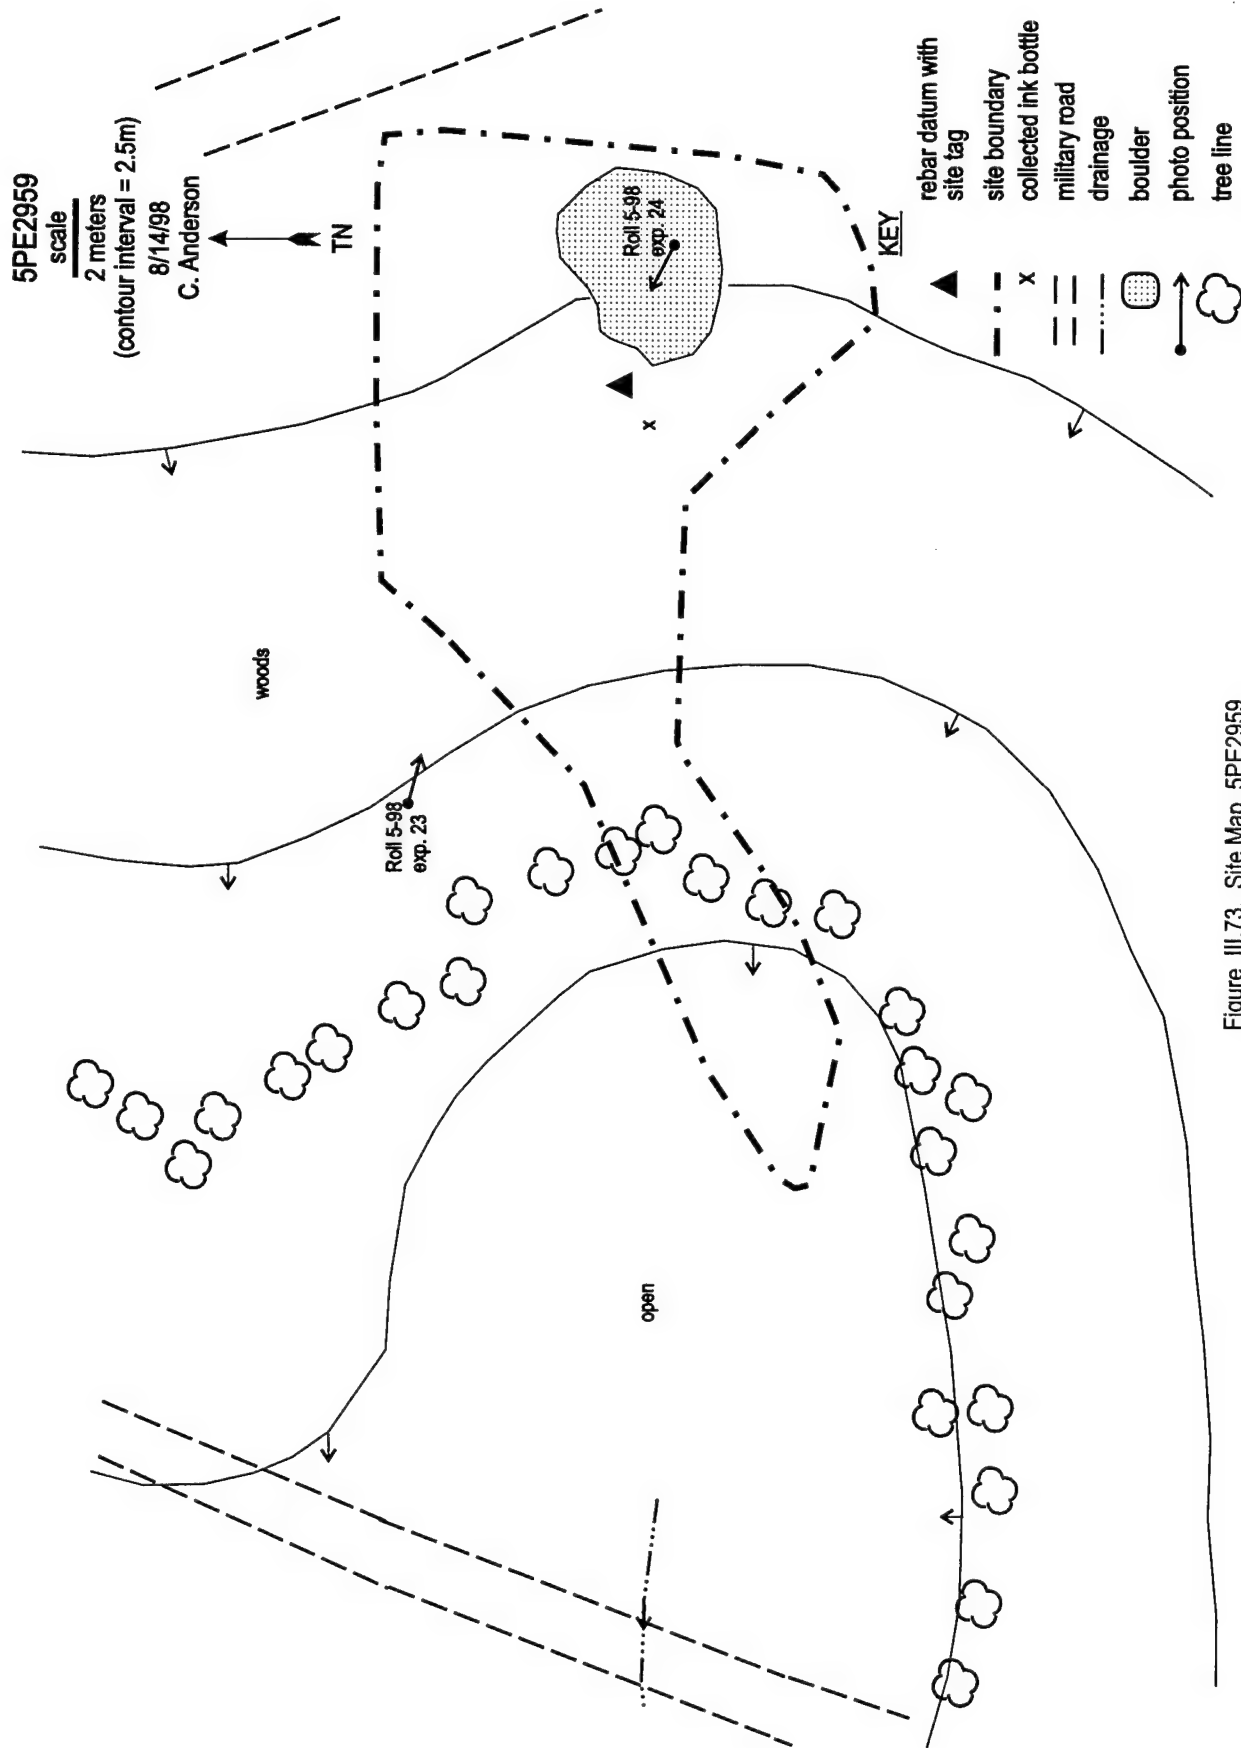 5PE2959
scale
2 meters
(contour interval = 2.5m)
8/14/98
C. Anderson
TN
woods
Roll 5-98
exp. 23
Roll 5-98
exp. 24
x
open
KEY
rebar datum with
site tag
site boundary
x collected ink bottle
military road
drainage
boulder
photo position
tree line
Figure III.73. Site Map, 5PE2959